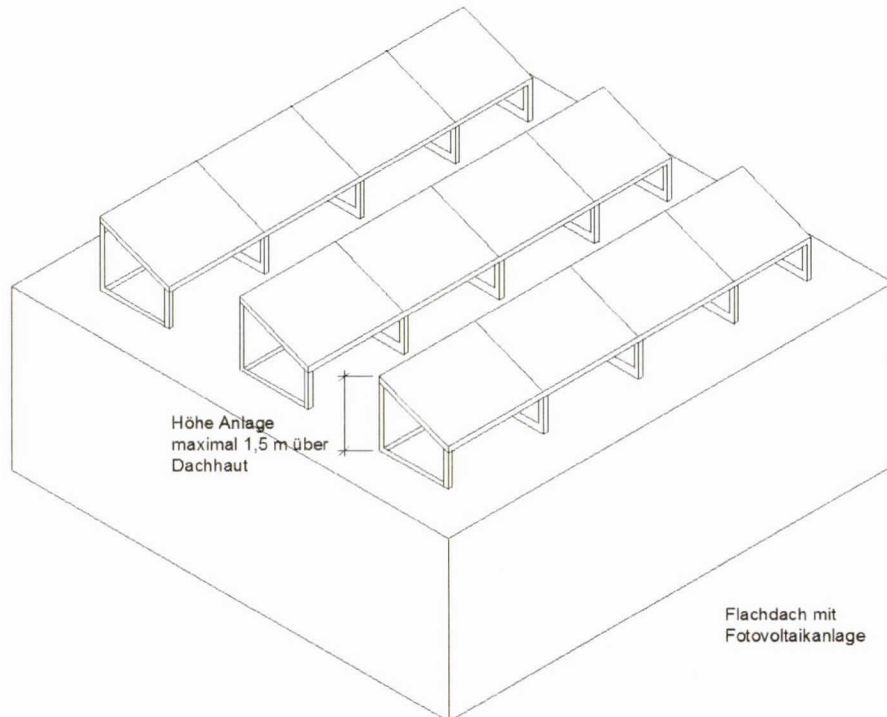 Höhe Anlage
maximal 1,5 m über
Dachhaut
Flachdach mit
Fotovoltaikanlage